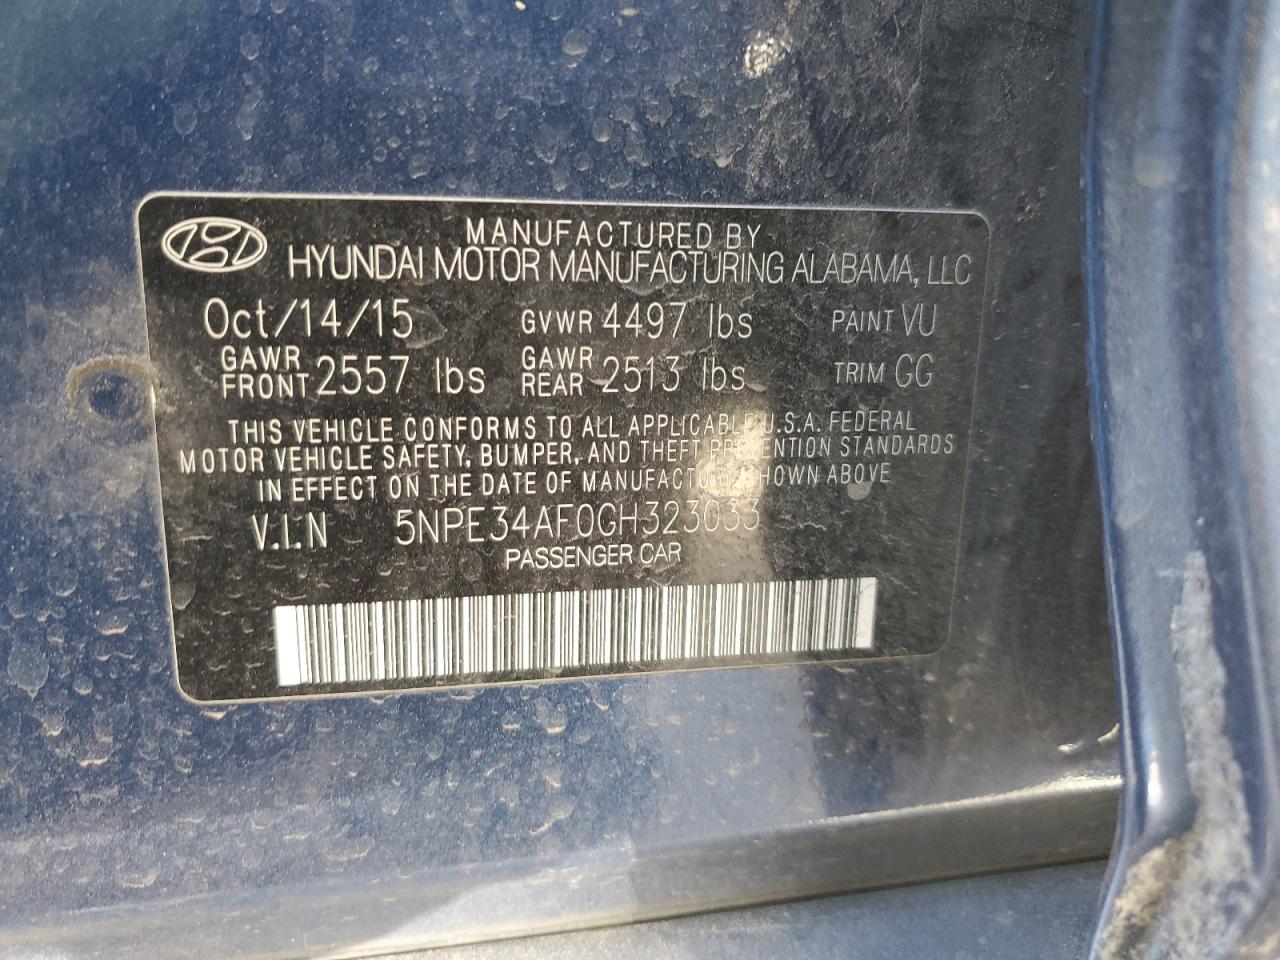 MANUFACTURED BY
HYUNDAI MOTOR MANUFACTURING ALABAMA, LLC
Oct/14/15 GVWR 4497 lbs PAINT VU
GAWR FRONT 2557 lbs GAWR REAR 2513 lbs TRIM GG
THIS VEHICLE CONFORMS TO ALL APPLICABLE U.S.A. FEDERAL
MOTOR VEHICLE SAFETY, BUMPER, AND THEFT PREVENTION STANDARDS
IN EFFECT ON THE DATE OF MANUFACTURE SHOWN ABOVE
V.I.N 5NPE34AF0GH323033
PASSENGER CAR